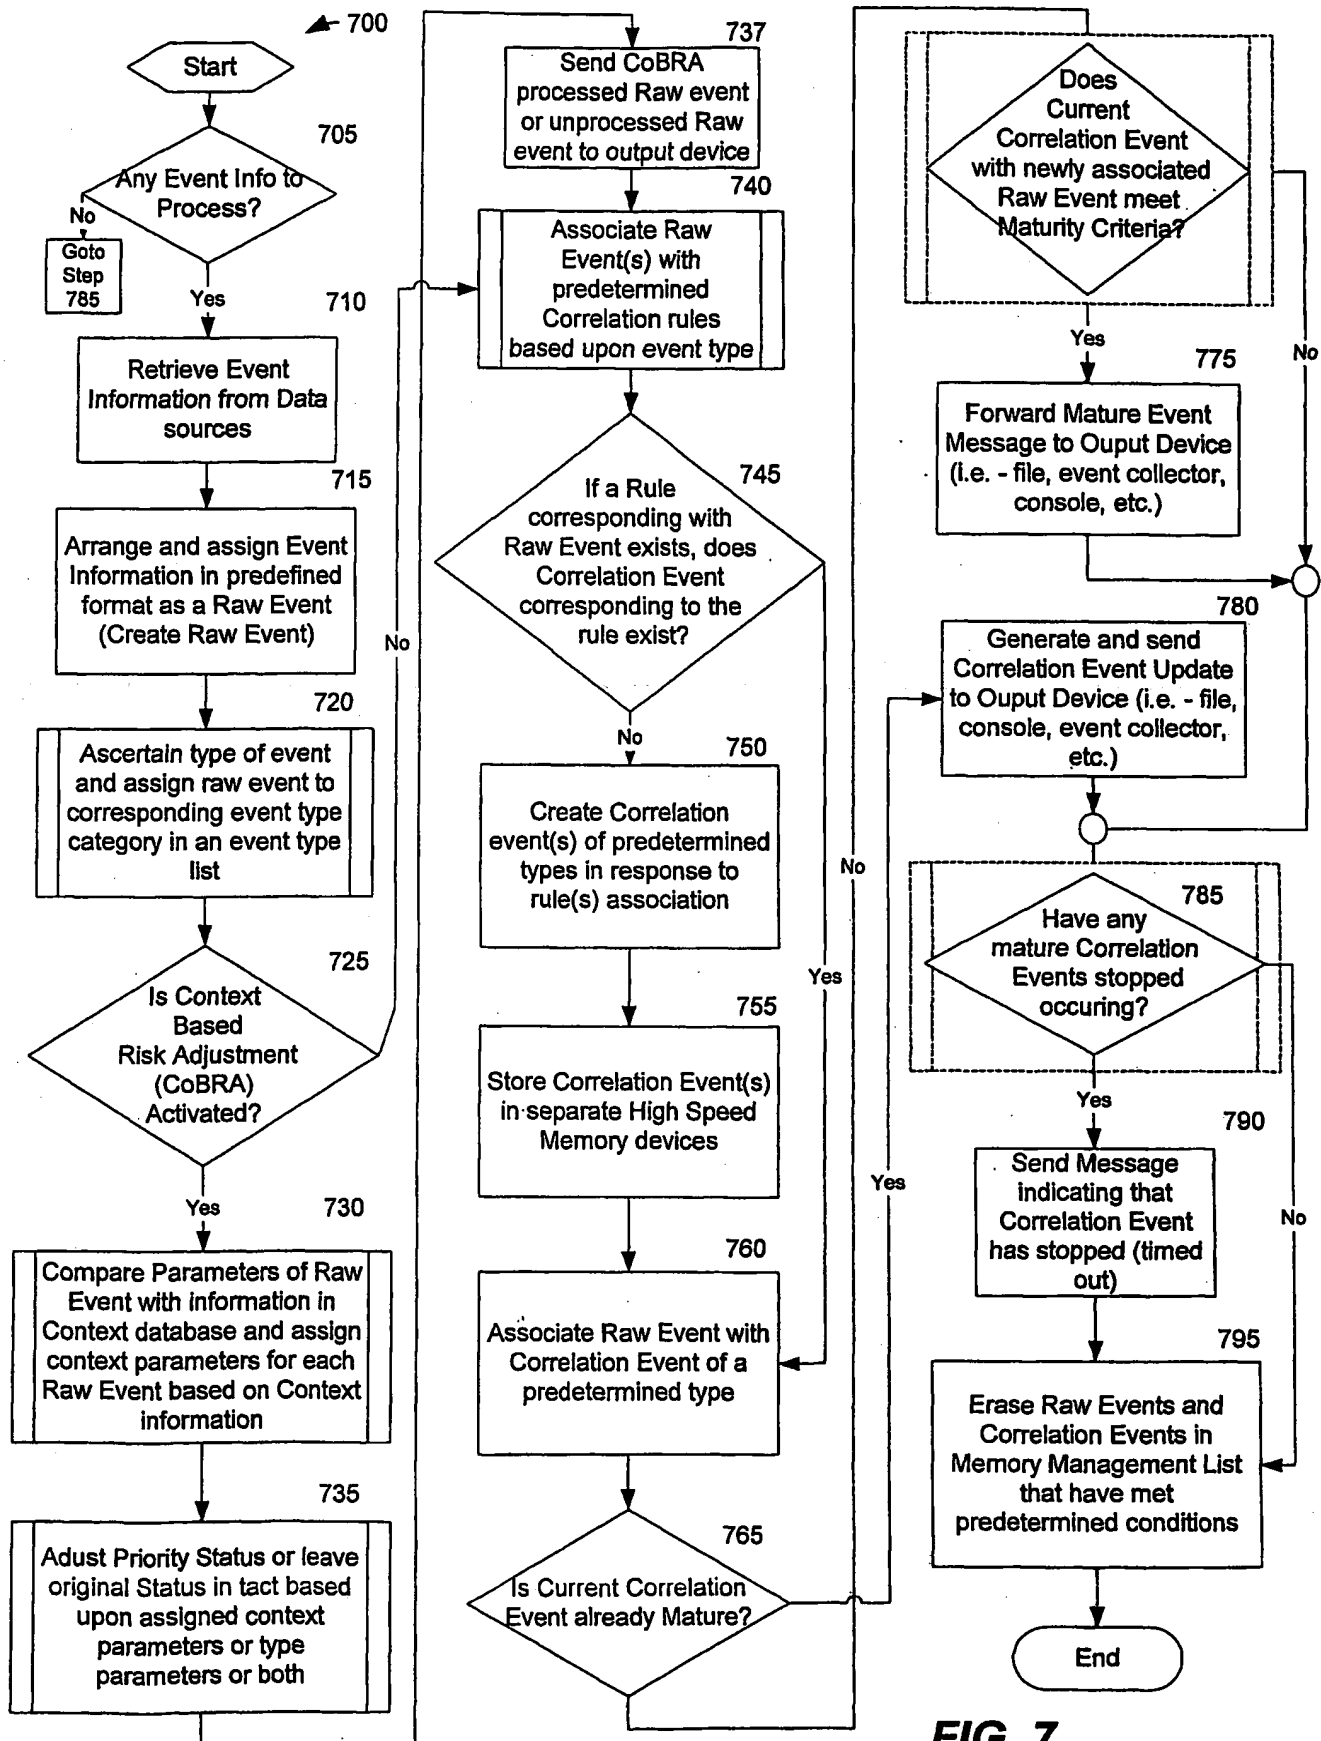 700
Start
705
Any Event Info to
Process?
No
Goto
Step
785
Yes
710
Retrieve Event
Information from Data
sources
715
Arrange and assign Event
Information in predefined
format as a Raw Event
(Create Raw Event)
720
Ascertain type of event
and assign raw event to
corresponding event type
category in an event type
list
725
Is Context
Based
Risk Adjustment
(CoBRA)
Activated?
No
Yes
730
Compare Parameters of Raw
Event with information in
Context database and assign
context parameters for each
Raw Event based on Context
information
735
Adust Priority Status or leave
original Status in tact based
upon assigned context
parameters or type
parameters or both
737
Send CoBRA
processed Raw event
or unprocessed Raw
event to output device
740
Associate Raw
Event(s) with
predetermined
Correlation rules
based upon event type
745
If a Rule
corresponding with
Raw Event exists, does
Correlation Event
corresponding to the
rule exist?
No
Yes
750
Create Correlation
event(s) of predetermined
types in response to
rule(s) association
755
Store Correlation Event(s)
in separate High Speed
Memory devices
760
Associate Raw Event with
Correlation Event of a
predetermined type
765
Is Current Correlation
Event already Mature?
Yes
No
Does
Current
Correlation Event
with newly associated
Raw Event meet
Maturity Criteria?
Yes
No
775
Forward Mature Event
Message to Ouput Device
(i.e. - file, event collector,
console, etc.)
780
Generate and send
Correlation Event Update
to Ouput Device (i.e. - file,
console, event collector,
etc.)
785
Have any
mature Correlation
Events stopped
occuring?
Yes
No
790
Send Message
indicating that
Correlation Event
has stopped (timed
out)
795
Erase Raw Events and
Correlation Events in
Memory Management List
that have met
predetermined conditions
End
FIG. 7